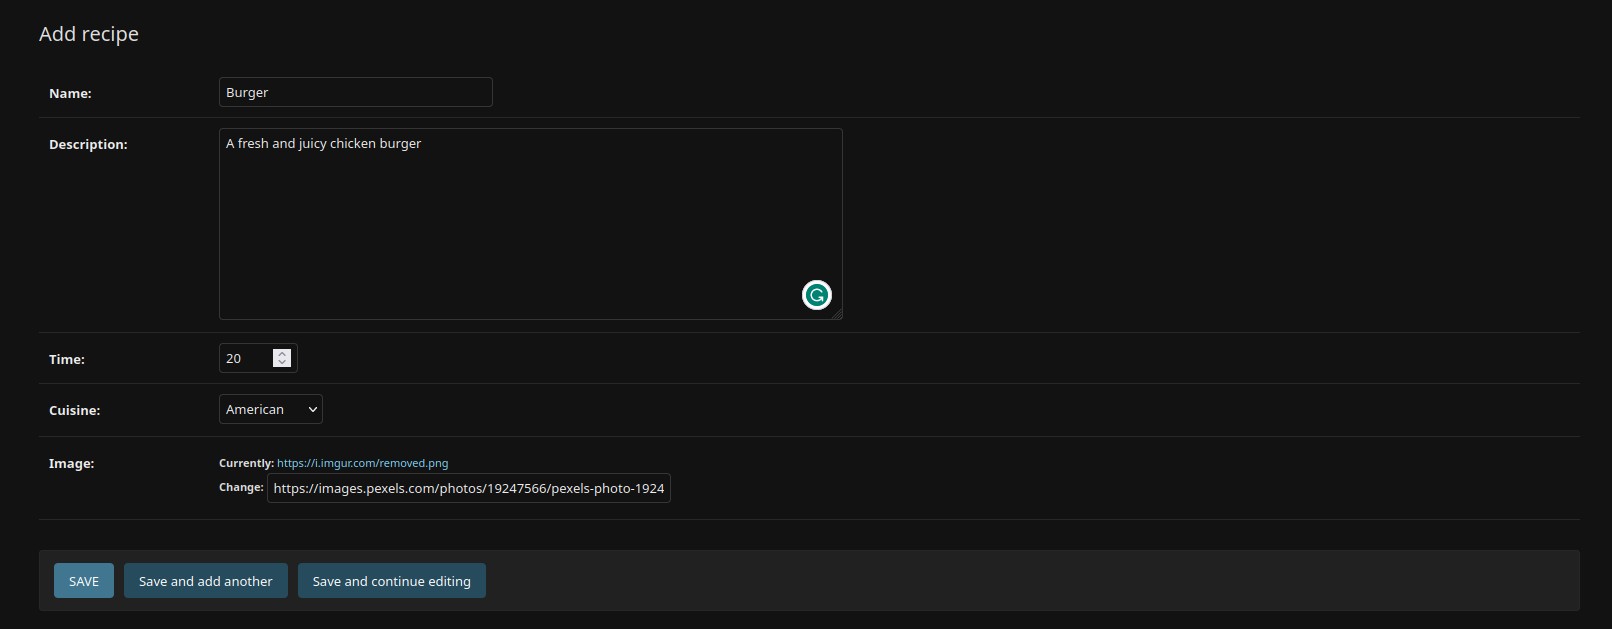 Add recipe
Name: Burger
Description: A fresh and juicy chicken burger
Time: 20
Cuisine: American
Image: Currently: https://i.imgur.com/removed.png
Change: https://images.pexels.com/photos/19247566/pexels-photo-1924
SAVE Save and add another Save and continue editing